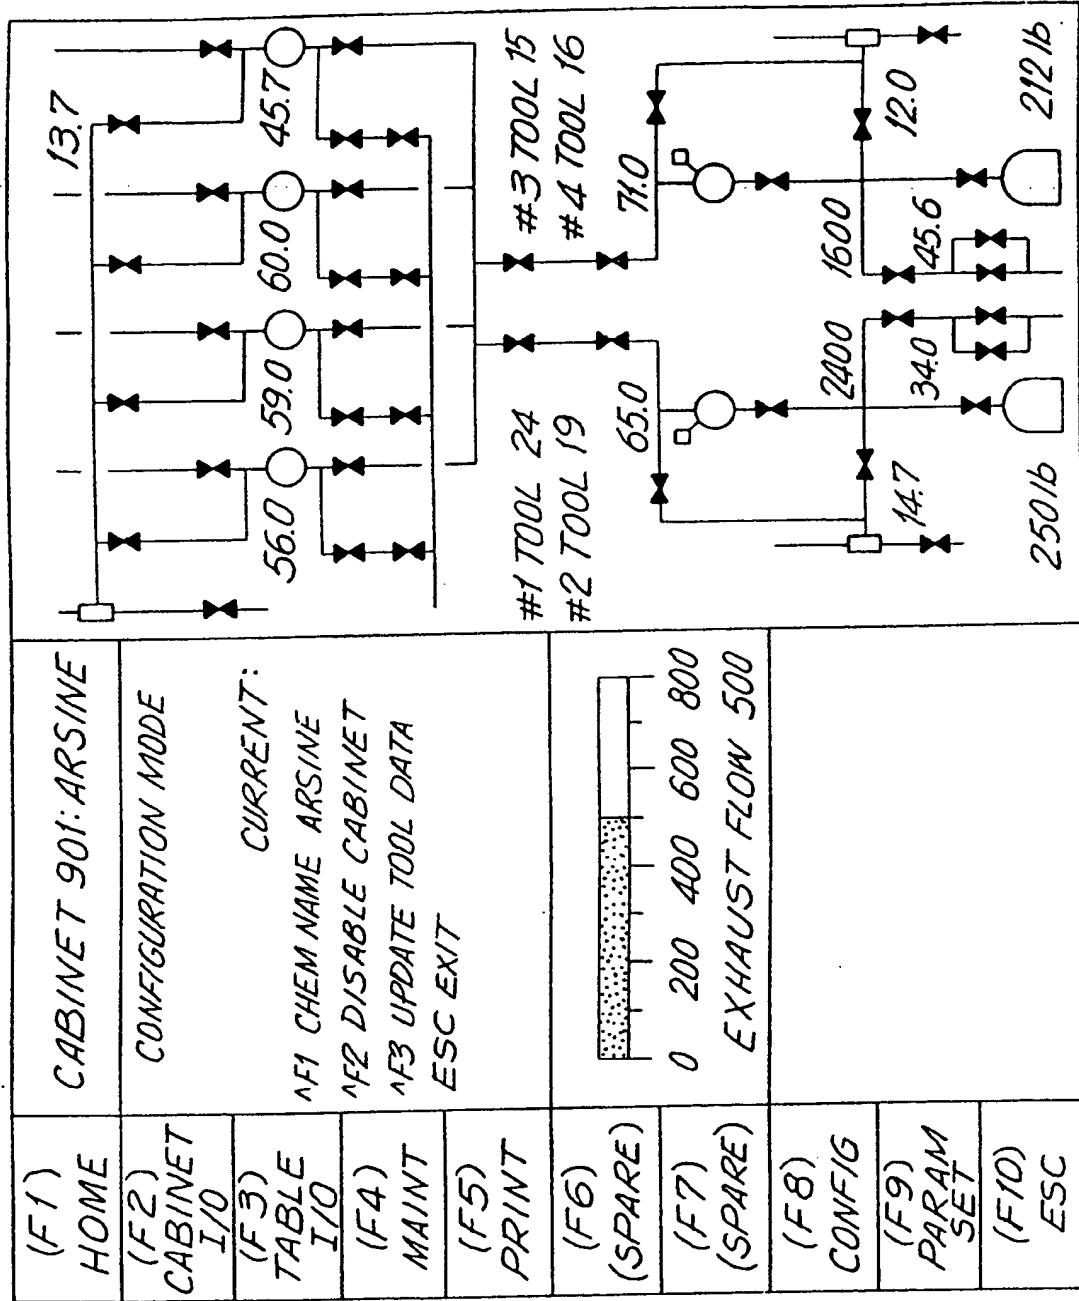 (F1)
HOME
(F2)
CABINET
I/O
(F3)
TABLE
I/O
(F4)
MAINT
(F5)
PRINT
(F6)
(SPARE)
(F7)
(SPARE)
(F8)
CONFIG
(F9)
PARAM
SET
(F10)
ESC
CABINET 901: ARSINE
CONFIGURATION MODE
CURRENT:
^F1 CHEM NAME ARSINE
^F2 DISABLE CABINET
^F3 UPDATE TOOL DATA
ESC EXIT
0 200 400 600 800
EXHAUST FLOW 500
13.7
56.0 59.0 60.0 45.7
#1 TOOL 24
#2 TOOL 19
#3 TOOL 15
#4 TOOL 16
65.0 71.0
2400 1600
14.7 34.0 45.6 12.0
250 lb 212 lb